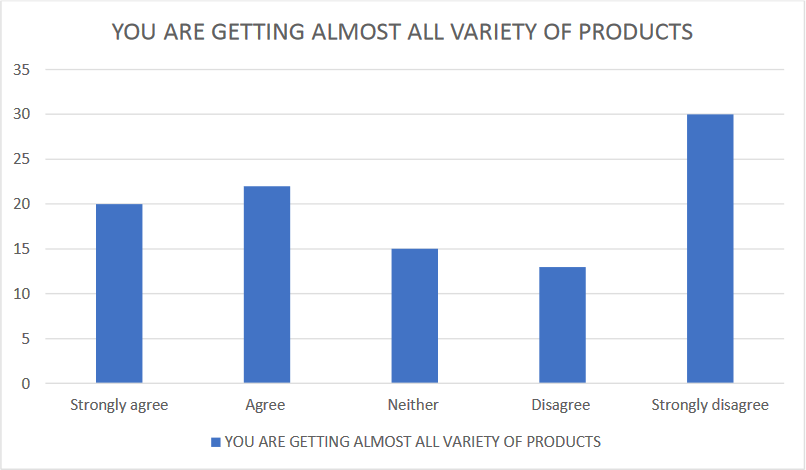 YOU ARE GETTING ALMOST ALL VARIETY OF PRODUCTS
35
30
25
20
15
10
5
0
Strongly agree Agree Neither Disagree Strongly disagree
YOU ARE GETTING ALMOST ALL VARIETY OF PRODUCTS